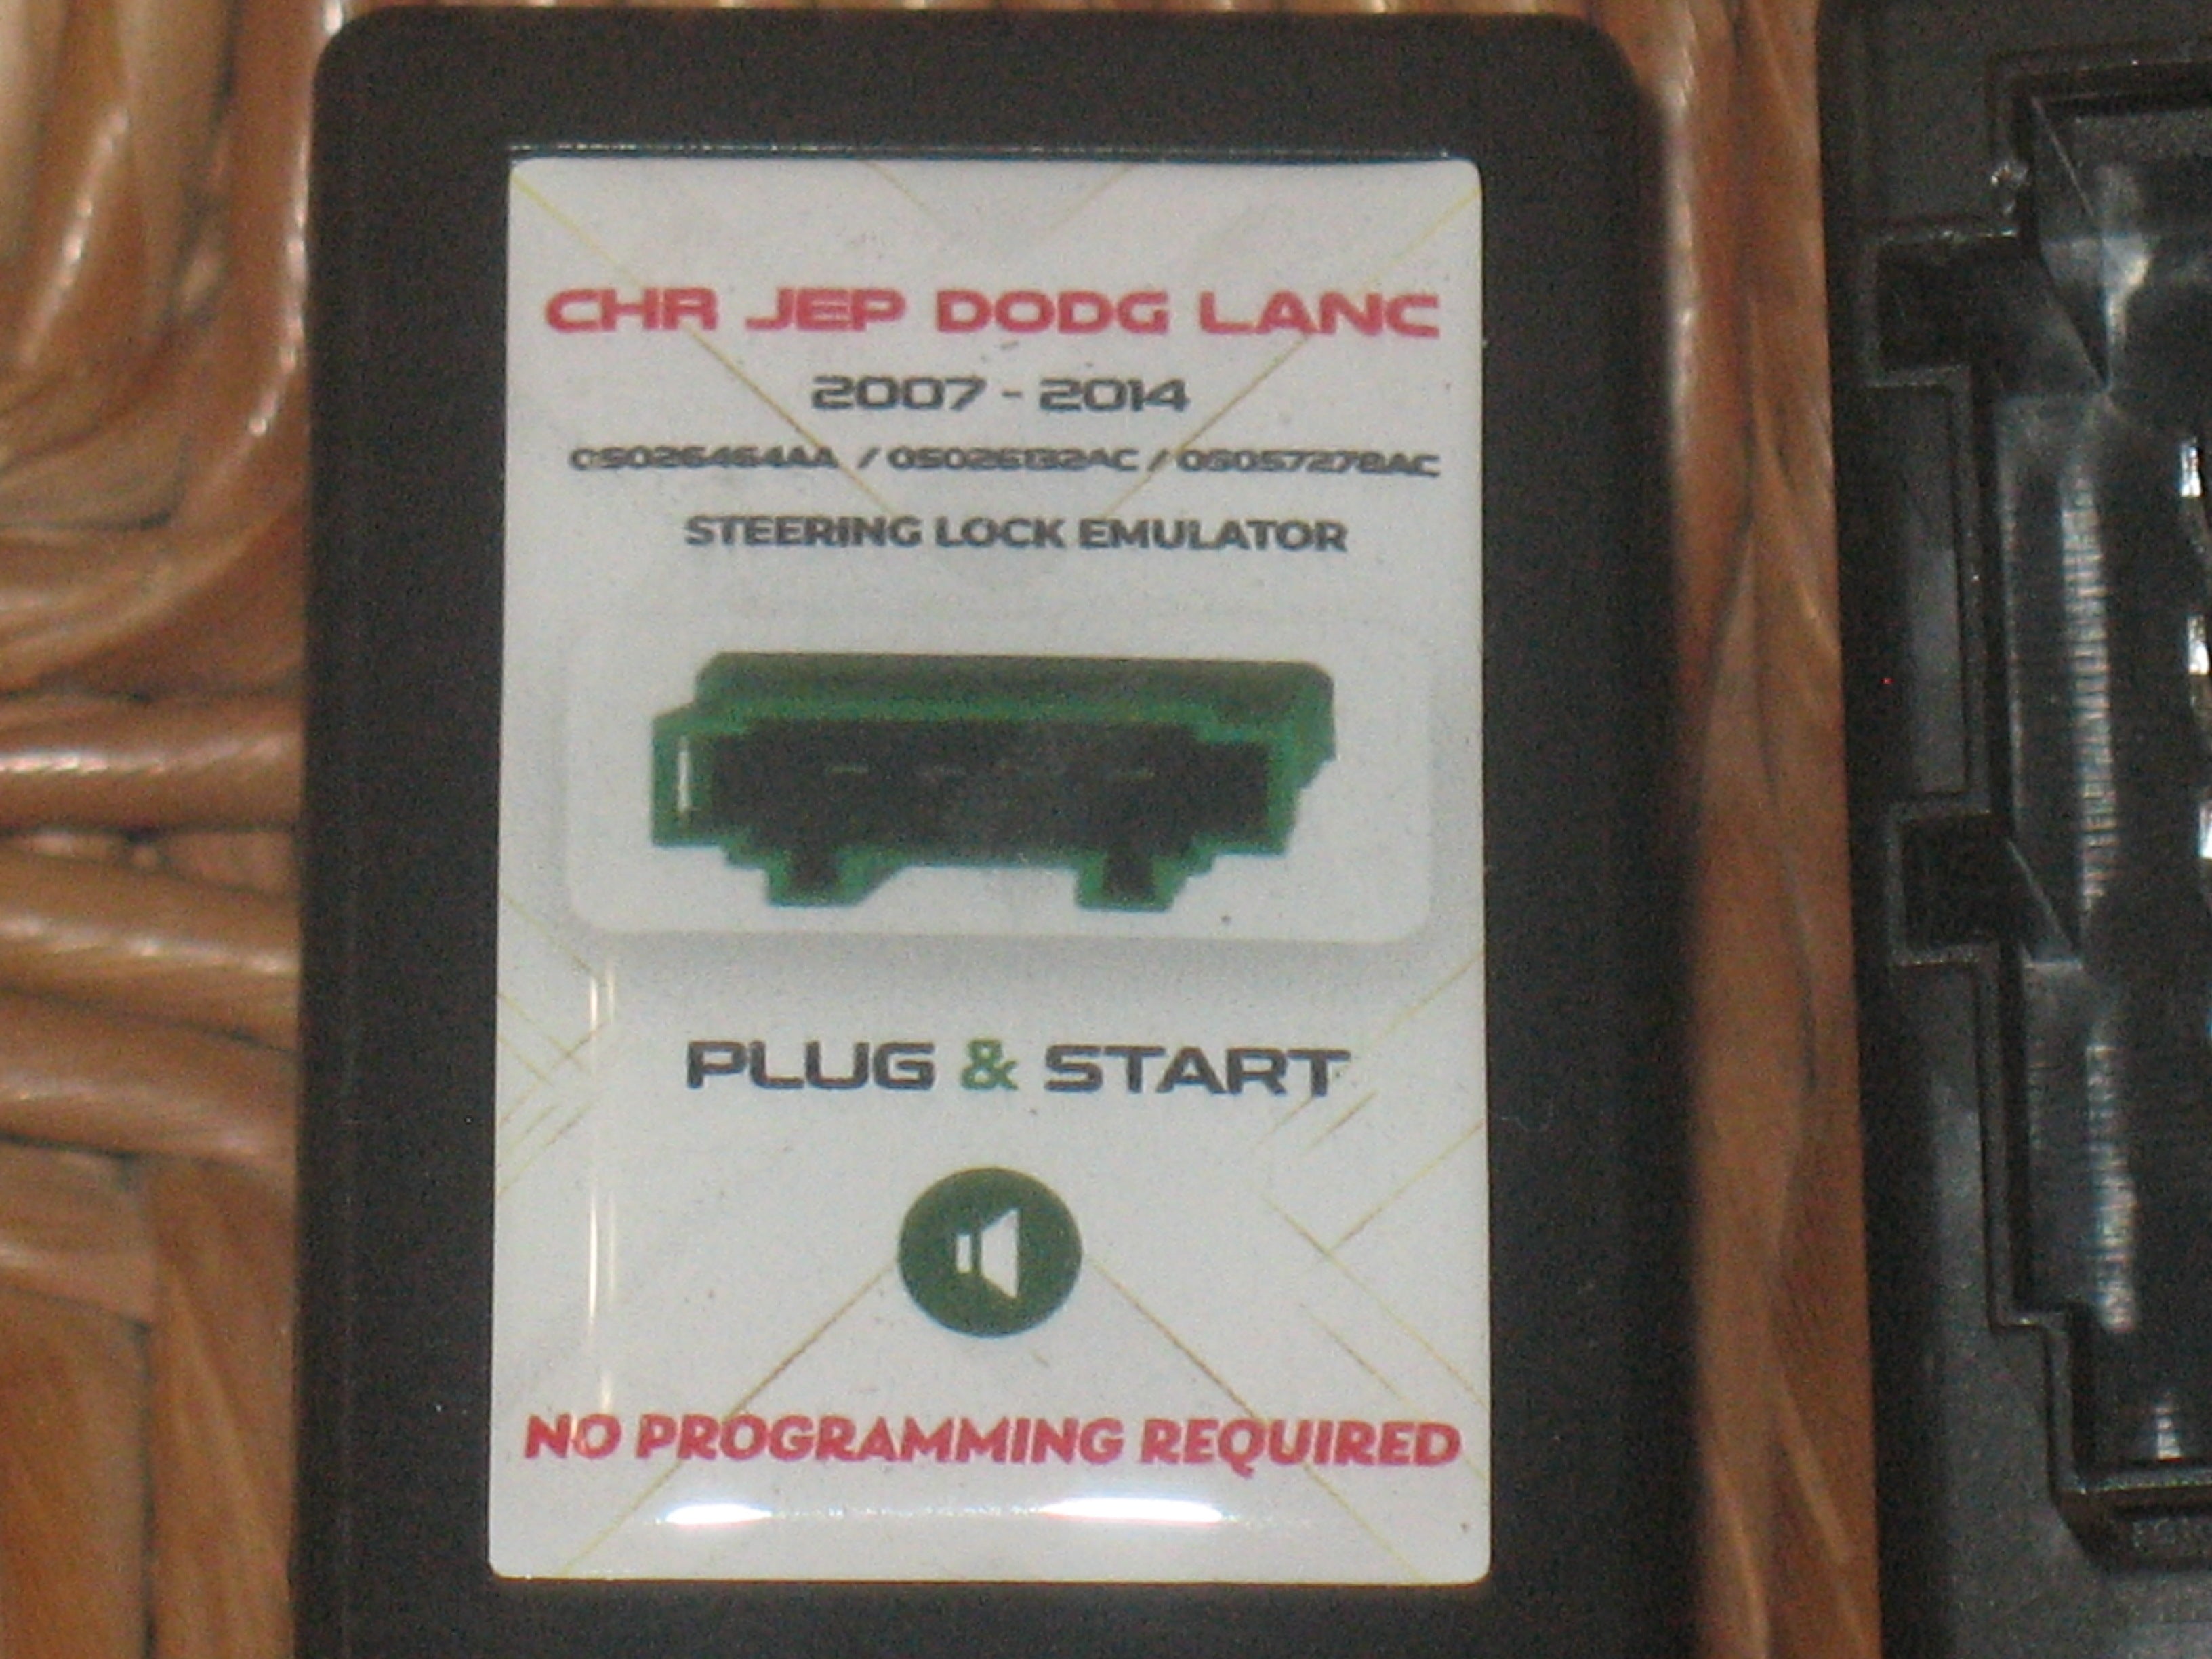 CHR JEP DODG LANC
2007 - 2014
05026464AA / 05026132AC / 05057278AC
STEERING LOCK EMULATOR
PLUG & START
NO PROGRAMMING REQUIRED